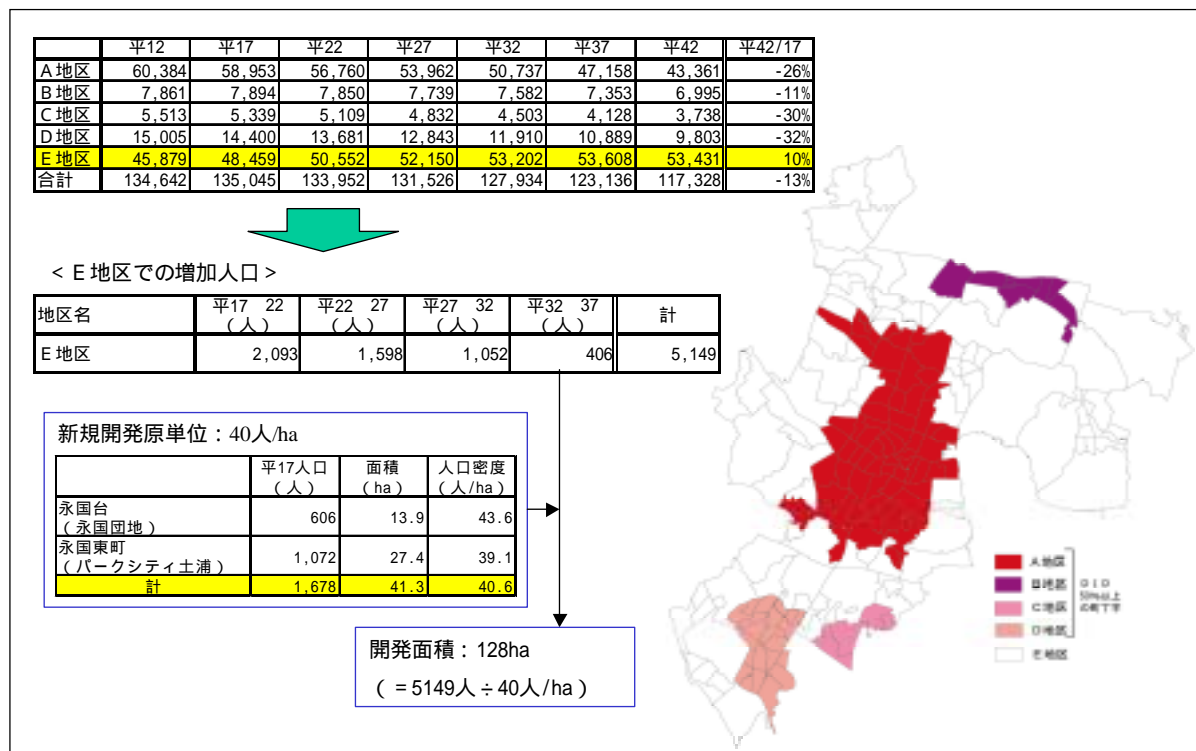 平12 平17 平22 平27 平32 平37 平42 平42/17
A地区 60,384 58,953 56,760 53,962 50,737 47,158 43,361 -26%
B地区 7,861 7,894 7,850 7,739 7,582 7,353 6,995 -11%
C地区 5,513 5,339 5,109 4,832 4,503 4,128 3,738 -30%
D地区 15,005 14,400 13,681 12,843 11,910 10,889 9,803 -32%
E地区 45,879 48,459 50,552 52,150 53,202 53,608 53,431 10%
合計 134,642 135,045 133,952 131,526 127,934 123,136 117,328 -13%
＜E地区での増加人口＞
地区名 平17 22（人） 平22 27（人） 平27 32（人） 平32 37（人） 計
E地区 2,093 1,598 1,052 406 5,149
新規開発原単位：40人/ha
平17人口（人） 面積（ha） 人口密度（人/ha）
永国台（永国団地） 606 13.9 43.6
永国東町（パークシティ土浦） 1,072 27.4 39.1
計 1,678 41.3 40.6
開発面積：128ha
（＝5149人÷40人/ha）
A地区
B地区
C地区
D地区
E地区
DID
50%以上
の町丁字